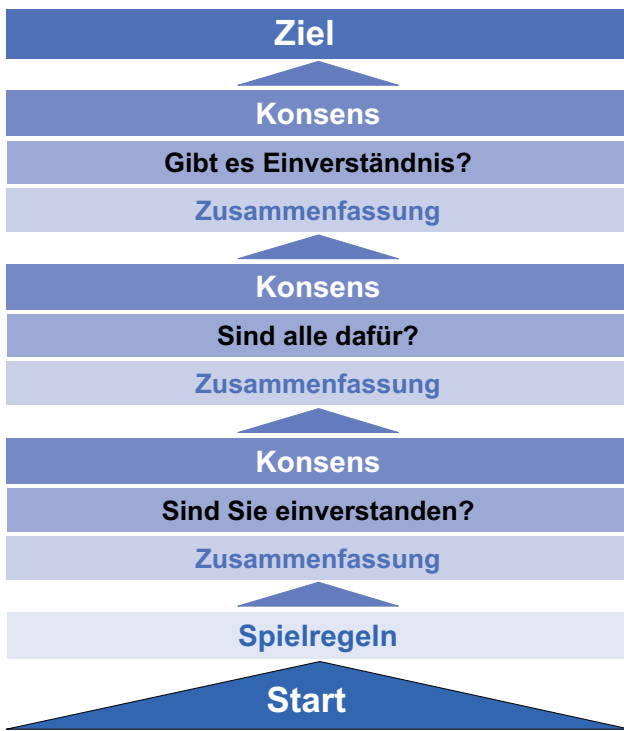 Ziel
Konsens
Gibt es Einverständnis?
Zusammenfassung
Konsens
Sind alle dafür?
Zusammenfassung
Konsens
Sind Sie einverstanden?
Zusammenfassung
Spielregeln
Start